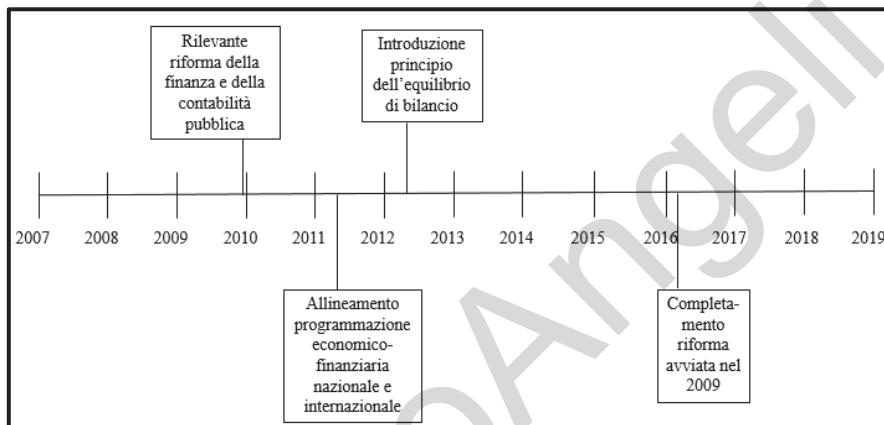 Rilevante
riforma della
finanza e della
contabilità
pubblica
Introduzione
principio
dell'equilibrio
di bilancio
2007 2008 2009 2010 2011 2012 2013 2014 2015 2016 2017 2018 2019
Allineamento
programmazione
economico-
finanziaria
nazionale e
internazionale
Completa-
mento
riforma
avviata nel
2009
oAngeli